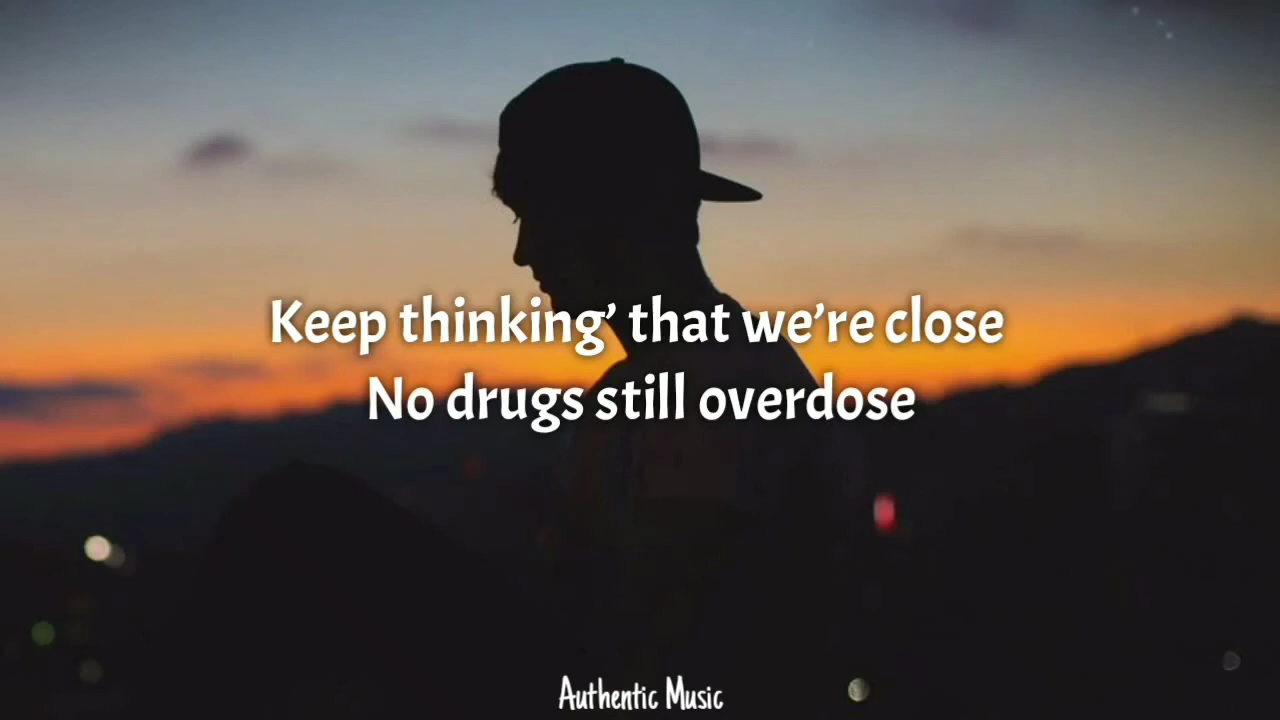 Keep thinking’ that we’re close
No drugs still overdose
Authentic Music